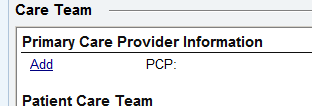 Care Team
Primary Care Provider Information
Add PCP:
Patient Care Team